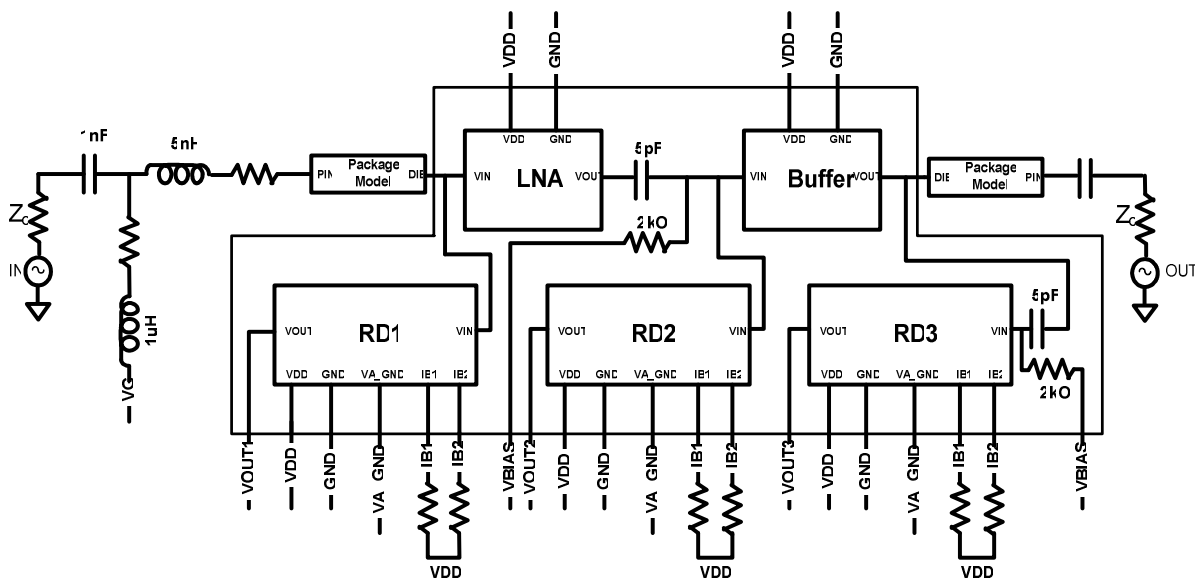 VDD GND VDD GND
1nF 5nH
PIN Package Model DIE
VDD GND
VIN LNA VOUT
5pF
VDD GND
VIN Buffer VOUT
DIE Package Model PIN
Zo
2kO
Zo
IN
OUT
1uH
VG
VOUT RD1 VIN
VDD GND VA_GND IB1 IB2
VOUT RD2 VIN
VDD GND VA_GND IB1 IB2
VOUT RD3 VIN
VDD GND VA_GND IB1 IB2
5pF
2kO
VOUT1 VDD GND VA GND IB1 IB2
VBIAS
VOUT2 VDD GND VA GND IB1 IB2
VOUT3 VDD GND VA GND IB1 IB2
VBIAS
VDD VDD VDD